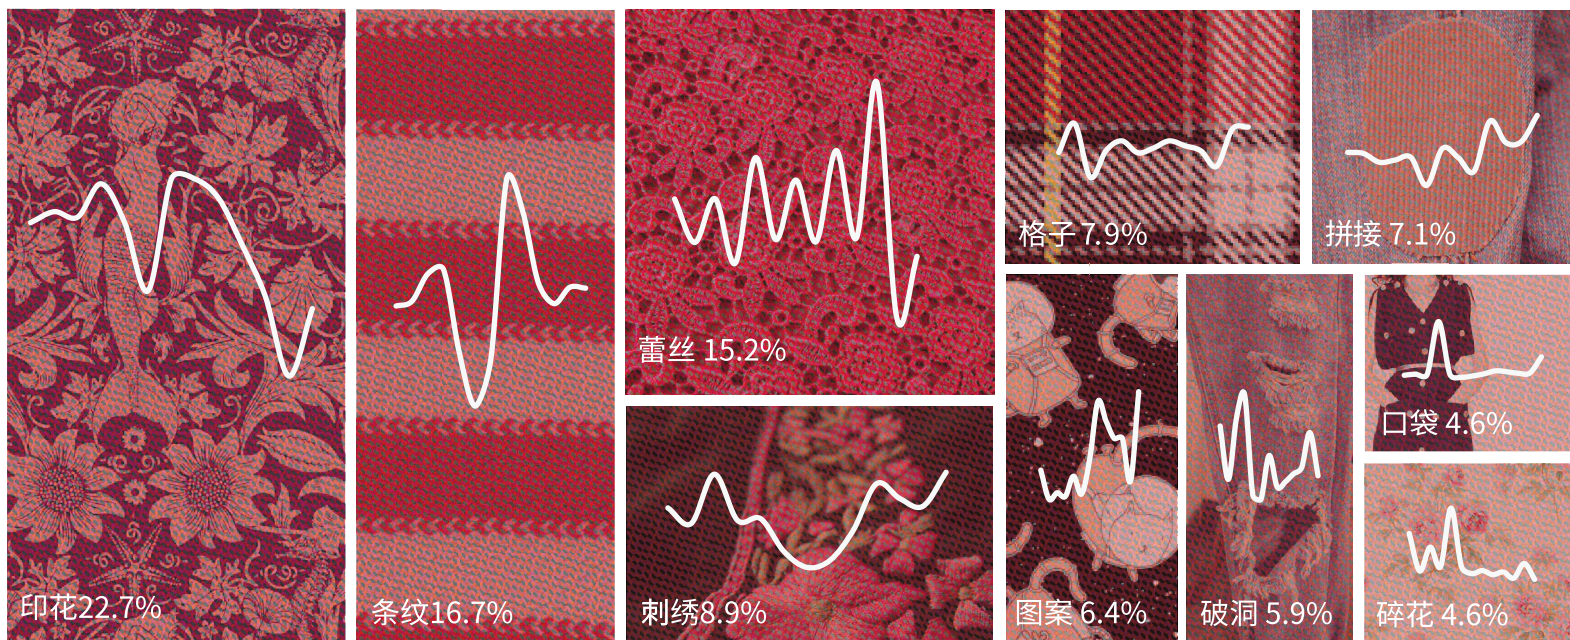 印花22.7%
条纹16.7%
蕾丝 15.2%
刺绣8.9%
格子 7.9%
拼接 7.1%
图案 6.4%
破洞 5.9%
口袋 4.6%
碎花 4.6%